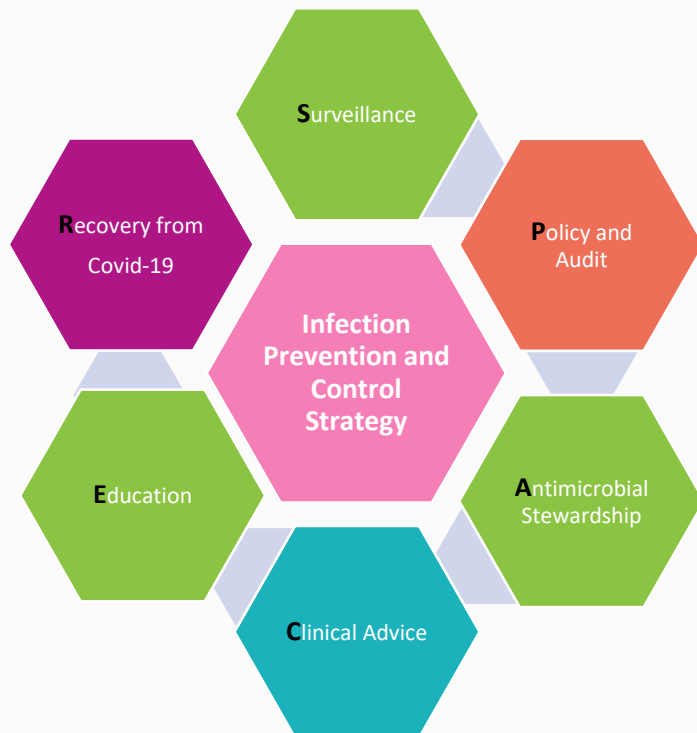 Surveillance
Policy and
Audit
Antimicrobial
Stewardship
Clinical Advice
Education
Recovery from
Covid-19
Infection
Prevention and
Control
Strategy